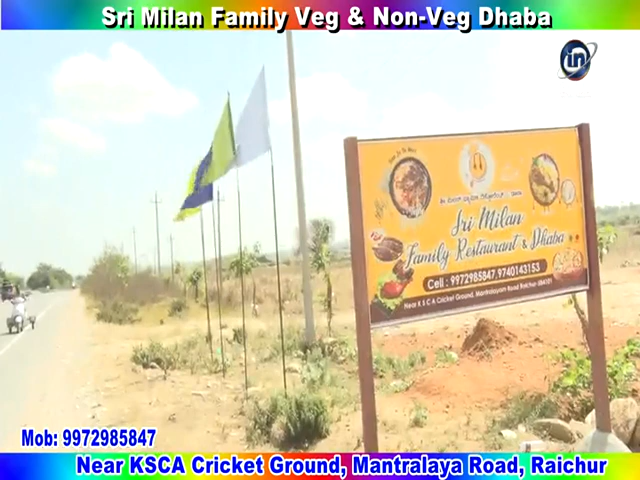 Sri Milan Family Veg & Non-Veg Dhaba
in
Sri Milan
Family Restaurant & Dhaba
Cell : 9972985847, 9740143153
Near K S C A Cricket Ground, Mantralayam Road Raichur
Mob: 9972985847
Near KSCA Cricket Ground, Mantralaya Road, Raichur